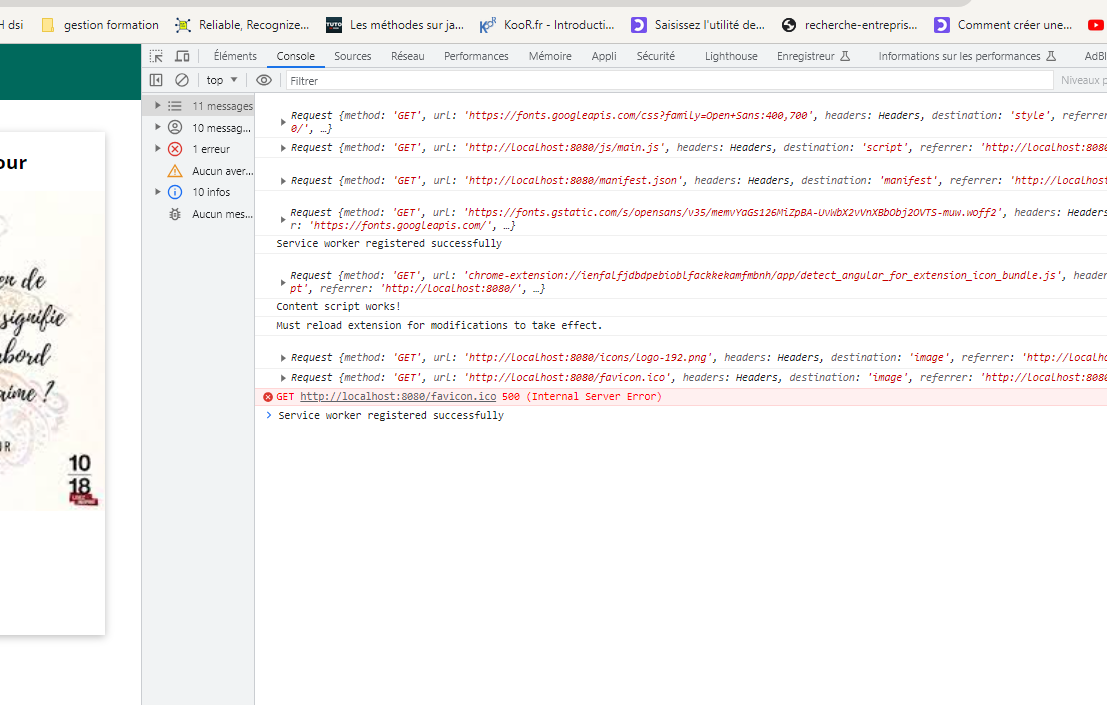 H dsi
gestion formation
Reliable, Recognize...
TUTO
Les méthodes sur ja...
KooR
KooR.fr - Introducti...
Saisissez l'utilité de...
recherche-entrepris...
Comment créer une...
Éléments Console Sources Réseau Performances Mémoire Appli Sécurité Lighthouse Enregistreur Informations sur les performances AdBl
top Filtrer Niveaux p
11 messages
10 messag...
1 erreur
Aucun aver...
10 infos
Aucun mes...
Request {method: 'GET', url: 'https://fonts.googleapis.com/css?family=Open+Sans:400,700', headers: Headers, destination: 'style', referrer
0/', …}
Request {method: 'GET', url: 'http://localhost:8080/js/main.js', headers: Headers, destination: 'script', referrer: 'http://localhost:8080
Request {method: 'GET', url: 'http://localhost:8080/manifest.json', headers: Headers, destination: 'manifest', referrer: 'http://localhost
Request {method: 'GET', url: 'https://fonts.gstatic.com/s/opensans/v35/memvYaGs126MiZpBA-UvWbX2vVnXBbObj2OVTS-muw.woff2', headers: Headers
r: 'https://fonts.googleapis.com/', …}
Service worker registered successfully
Request {method: 'GET', url: 'chrome-extension://ienfalfjdbdpebioblfackkekamfmbnh/app/detect_angular_for_extension_icon_bundle.js', header
pt', referrer: 'http://localhost:8080/', …}
Content script works!
Must reload extension for modifications to take effect.
Request {method: 'GET', url: 'http://localhost:8080/icons/logo-192.png', headers: Headers, destination: 'image', referrer: 'http://localho
Request {method: 'GET', url: 'http://localhost:8080/favicon.ico', headers: Headers, destination: 'image', referrer: 'http://localhost:8080
GET http://localhost:8080/favicon.ico 500 (Internal Server Error)
Service worker registered successfully
our
on de
signifie
abord
aime ?
UR
10
18